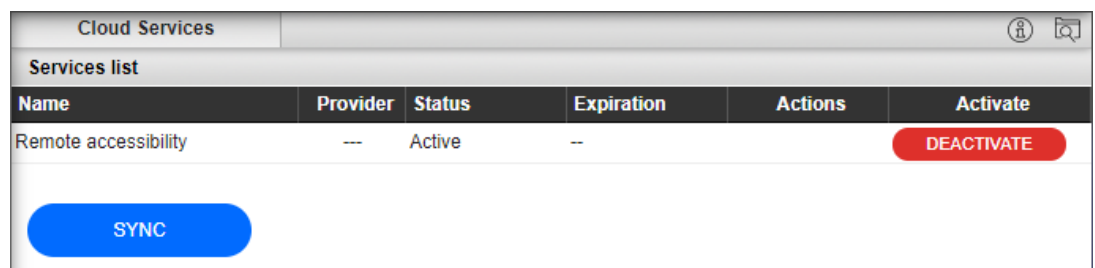 Cloud Services
Services list
Name Provider Status Expiration Actions Activate
Remote accessibility --- Active -- DEACTIVATE
SYNC